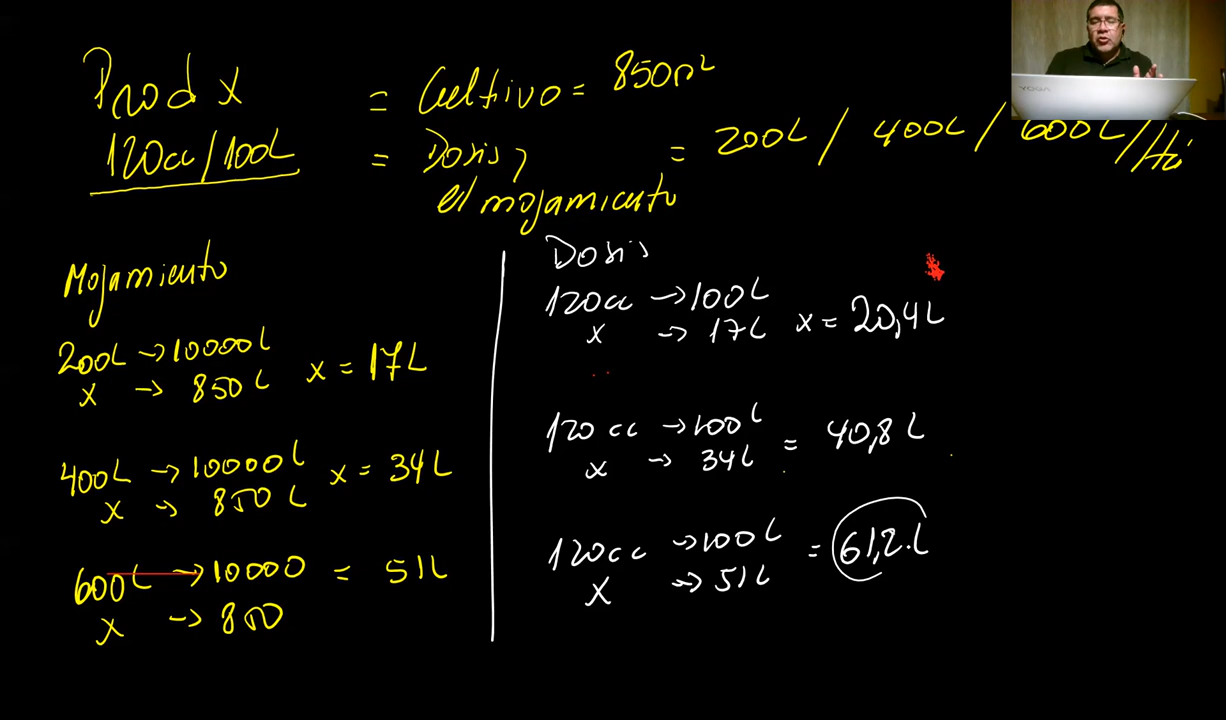 Prod X
120cc/100L
= Cultivo = 850m²
= Dosis y
el mojamiento
= 200L / 400L / 600L / Há
Mojamiento
200L → 10000L
X → 850L
x = 17L
400L → 10000L
X → 850L
x = 34L
600L → 10000
X → 850
= 51L
Dosis
120cc → 100L
X → 17L
x = 20,4L
120cc → 100L
X → 34L
= 40,8L
120cc → 100L
X → 51L
= 61,2.L
YOGA